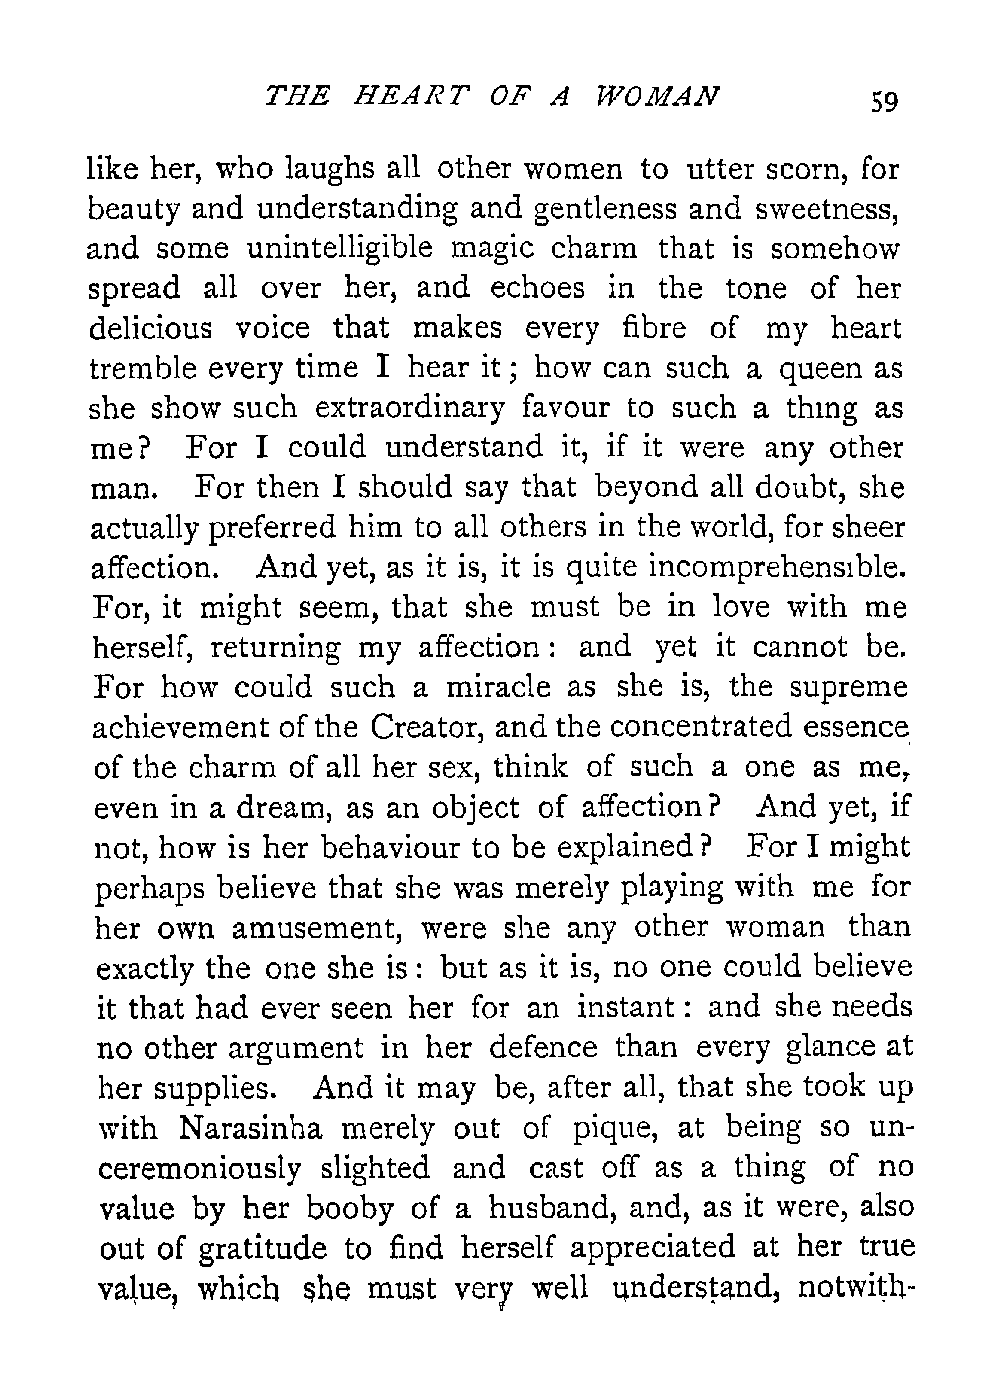 THE HEART OF A WOMAN 59
like her, who laughs all other women to utter scorn, for
beauty and understanding and gentleness and sweetness,
and some unintelligible magic charm that is somehow
spread all over her, and echoes in the tone of her
delicious voice that makes every fibre of my heart
tremble every time I hear it; how can such a queen as
she show such extraordinary favour to such a thing as
me? For I could understand it, if it were any other
man. For then I should say that beyond all doubt, she
actually preferred him to all others in the world, for sheer
affection. And yet, as it is, it is quite incomprehensible.
For, it might seem, that she must be in love with me
herself, returning my affection: and yet it cannot be.
For how could such a miracle as she is, the supreme
achievement of the Creator, and the concentrated essence
of the charm of all her sex, think of such a one as me,
even in a dream, as an object of affection? And yet, if
not, how is her behaviour to be explained? For I might
perhaps believe that she was merely playing with me for
her own amusement, were she any other woman than
exactly the one she is: but as it is, no one could believe
it that had ever seen her for an instant: and she needs
no other argument in her defence than every glance at
her supplies. And it may be, after all, that she took up
with Narasinha merely out of pique, at being so un-
ceremoniously slighted and cast off as a thing of no
value by her booby of a husband, and, as it were, also
out of gratitude to find herself appreciated at her true
value, which she must very well understand, notwith-